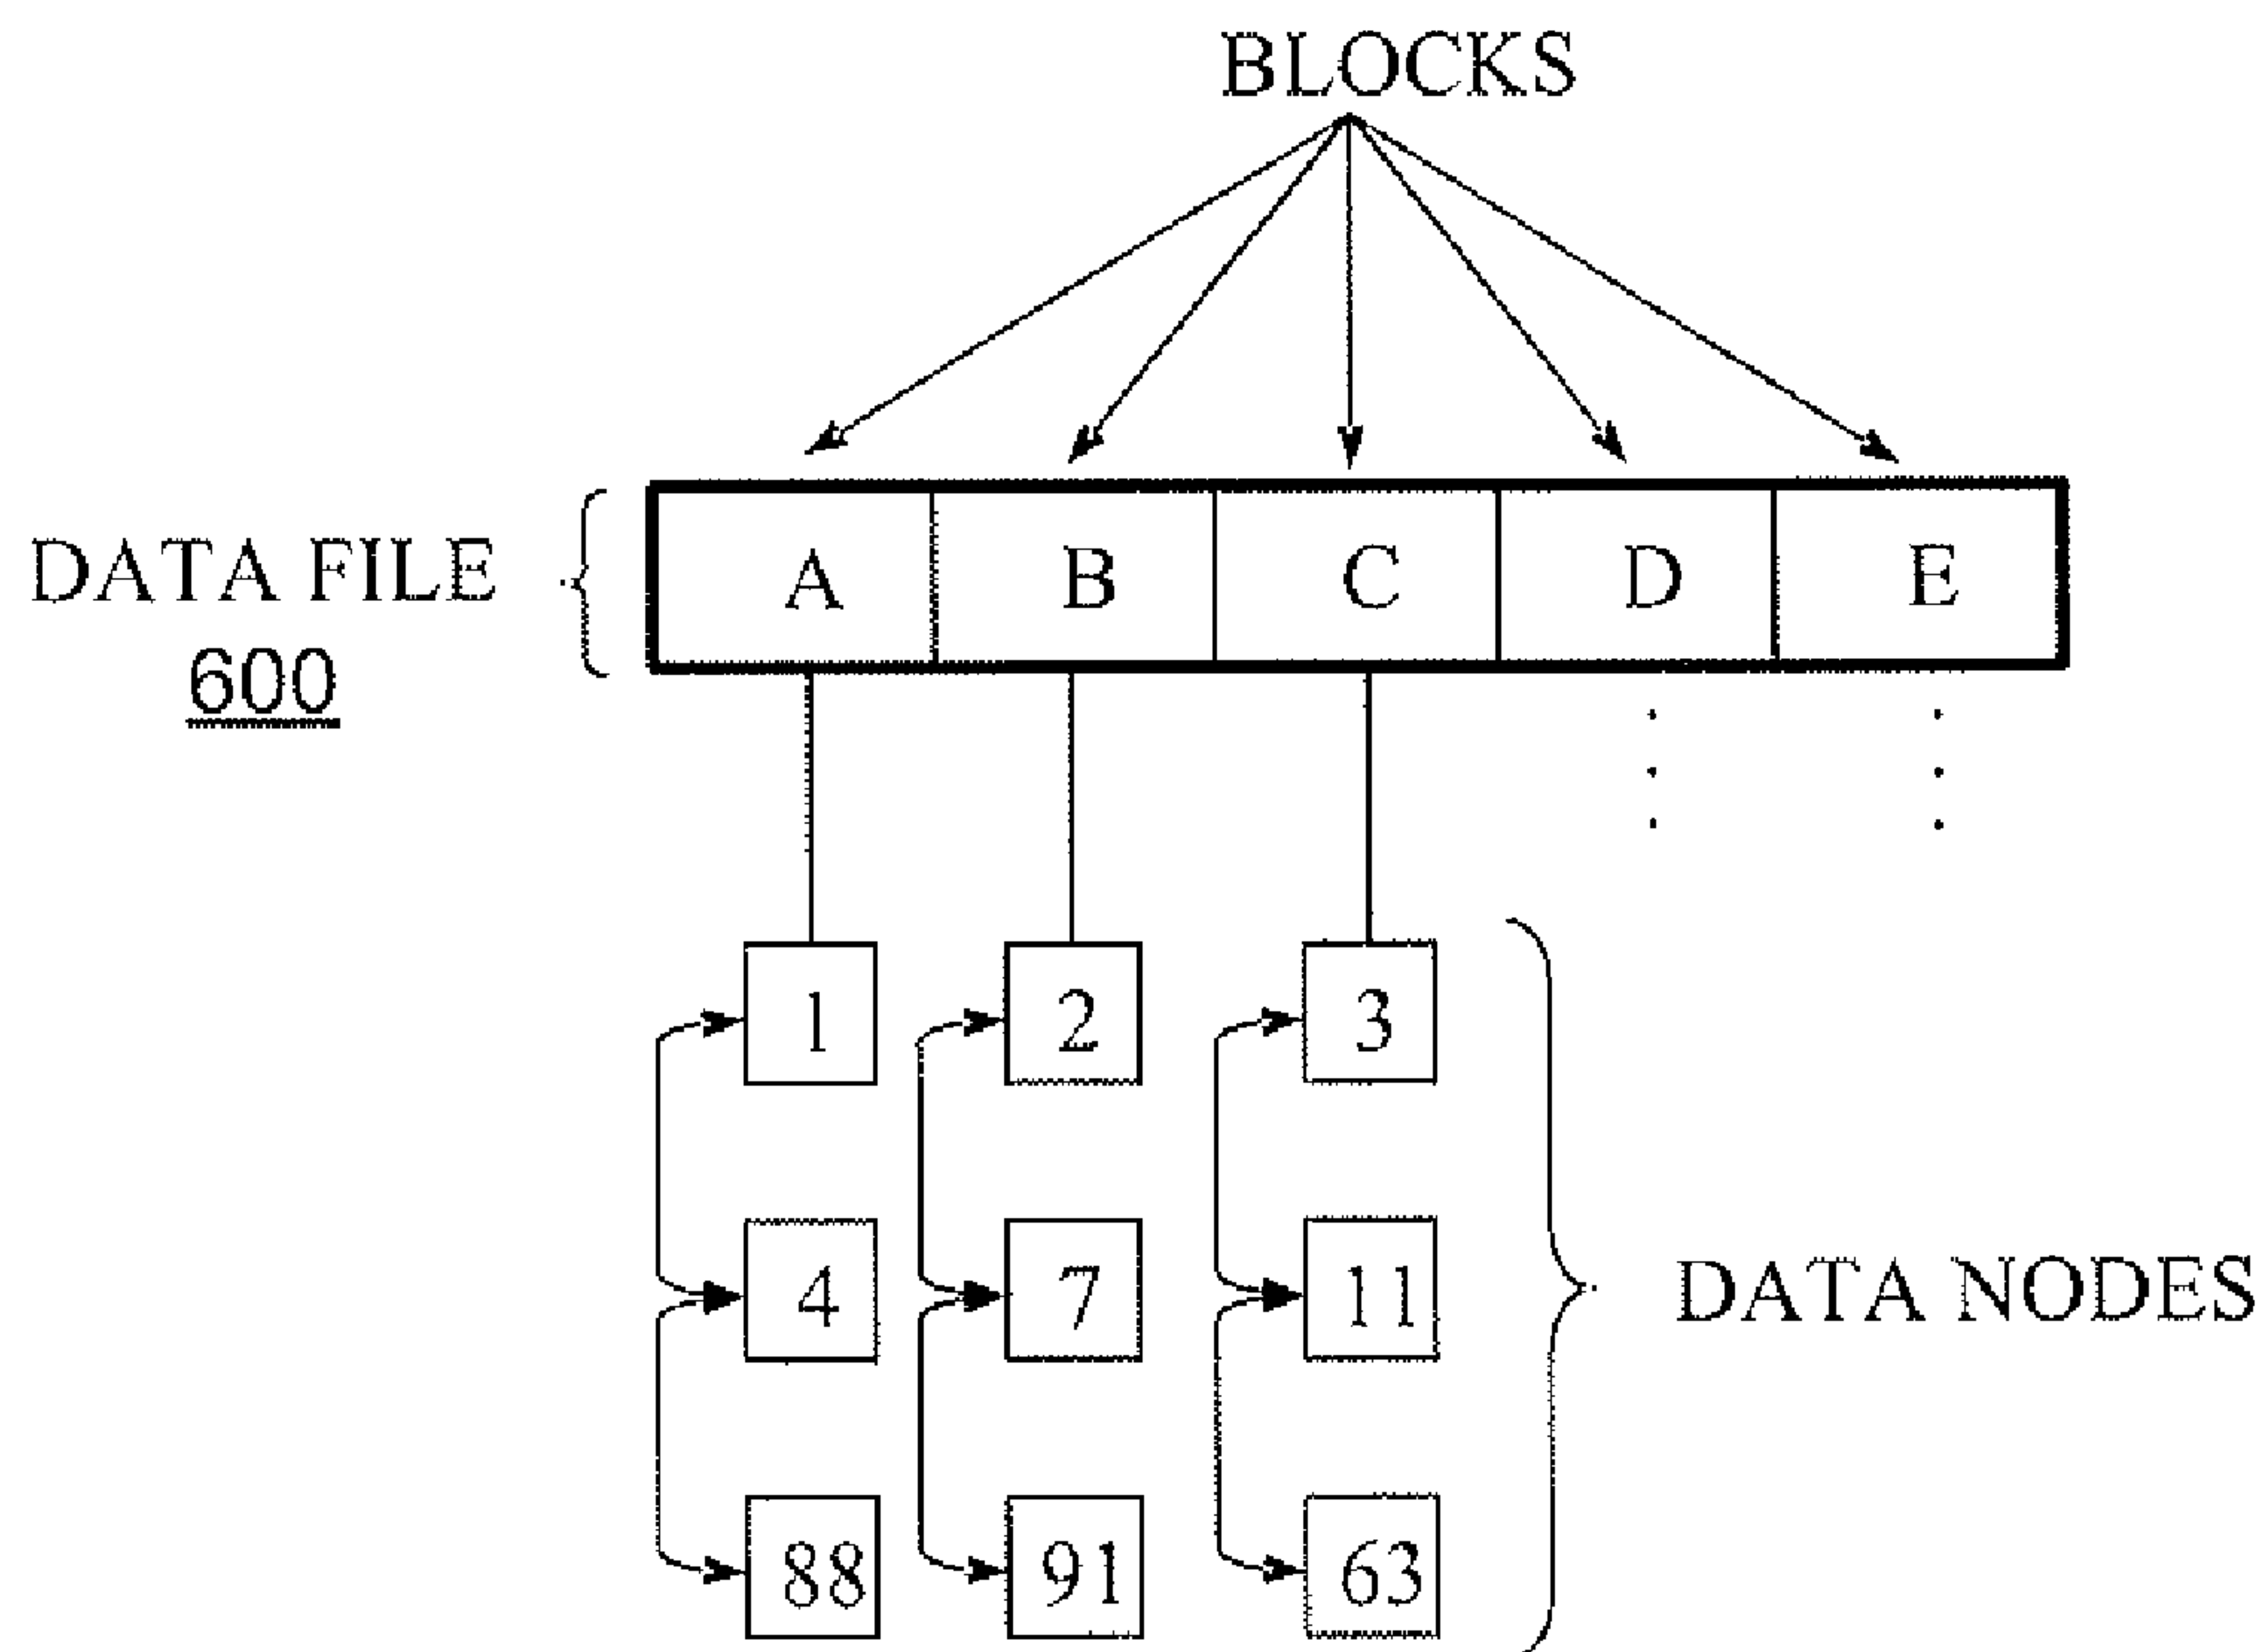 BLOCKS
DATA FILE
600
A B C D E
1 2 3
4 7 11
DATA NODES
88 91 63